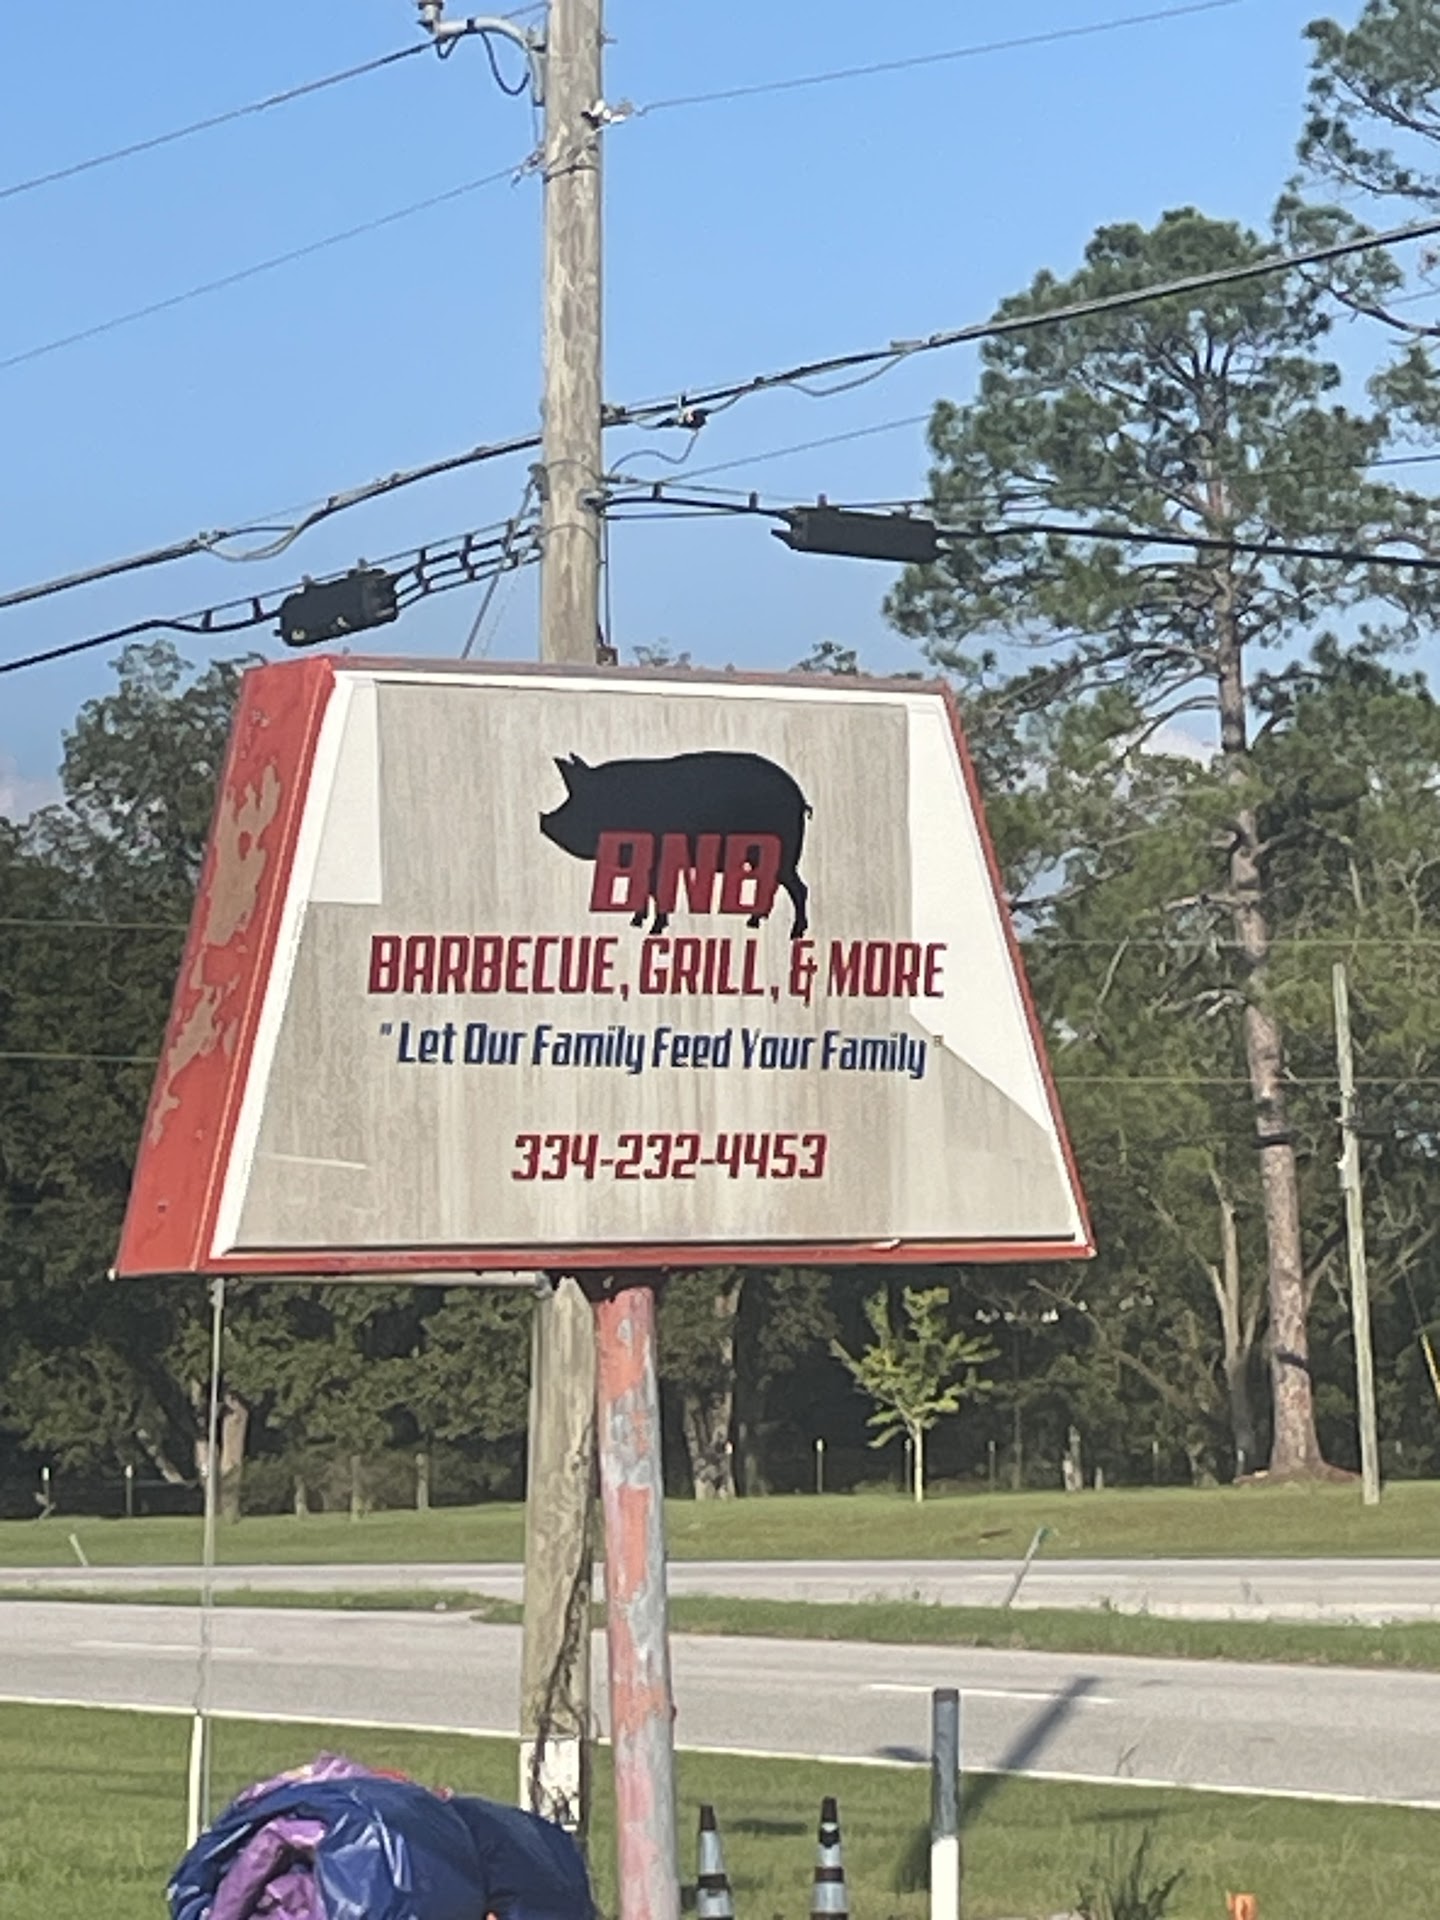 BNB
BARBECUE, GRILL, & MORE
"Let Our Family Feed Your Family"
334-232-4453